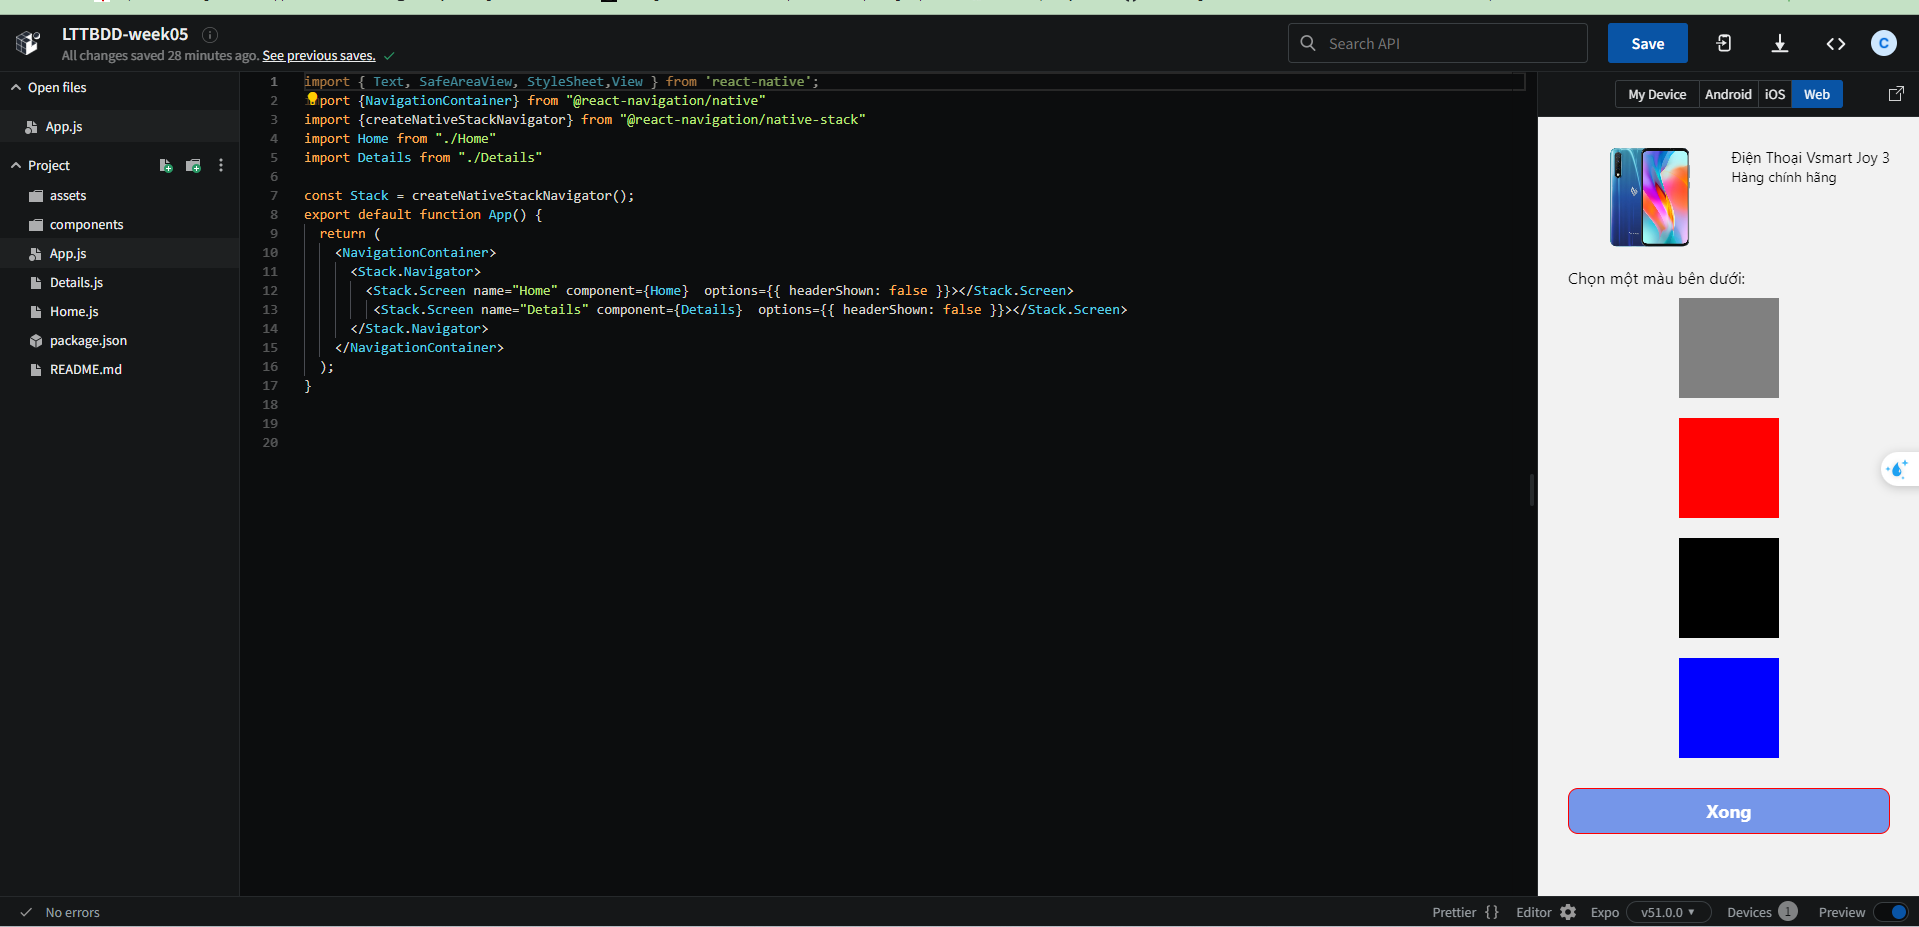 LTTBDD-week05
All changes saved 28 minutes ago. See previous saves.
Search API
Save
C
Open files
App.js
Project
assets
components
App.js
Details.js
Home.js
package.json
README.md
1 import { Text, SafeAreaView, StyleSheet,View } from 'react-native';
2 import {NavigationContainer} from "@react-navigation/native"
3 import {createNativeStackNavigator} from "@react-navigation/native-stack"
4 import Home from "./Home"
5 import Details from "./Details"
6
7 const Stack = createNativeStackNavigator();
8 export default function App() {
9 return (
10 <NavigationContainer>
11 <Stack.Navigator>
12 <Stack.Screen name="Home" component={Home}  options={{ headerShown: false }}></Stack.Screen>
13 <Stack.Screen name="Details" component={Details}  options={{ headerShown: false }}></Stack.Screen>
14 </Stack.Navigator>
15 </NavigationContainer>
16 );
17 }
18
19
20
My Device Android iOS Web
Điện Thoại Vsmart Joy 3
Hàng chính hãng
Chọn một màu bên dưới:
Xong
No errors
Prettier {} Editor Expo v51.0.0 ▾ Devices 1 Preview